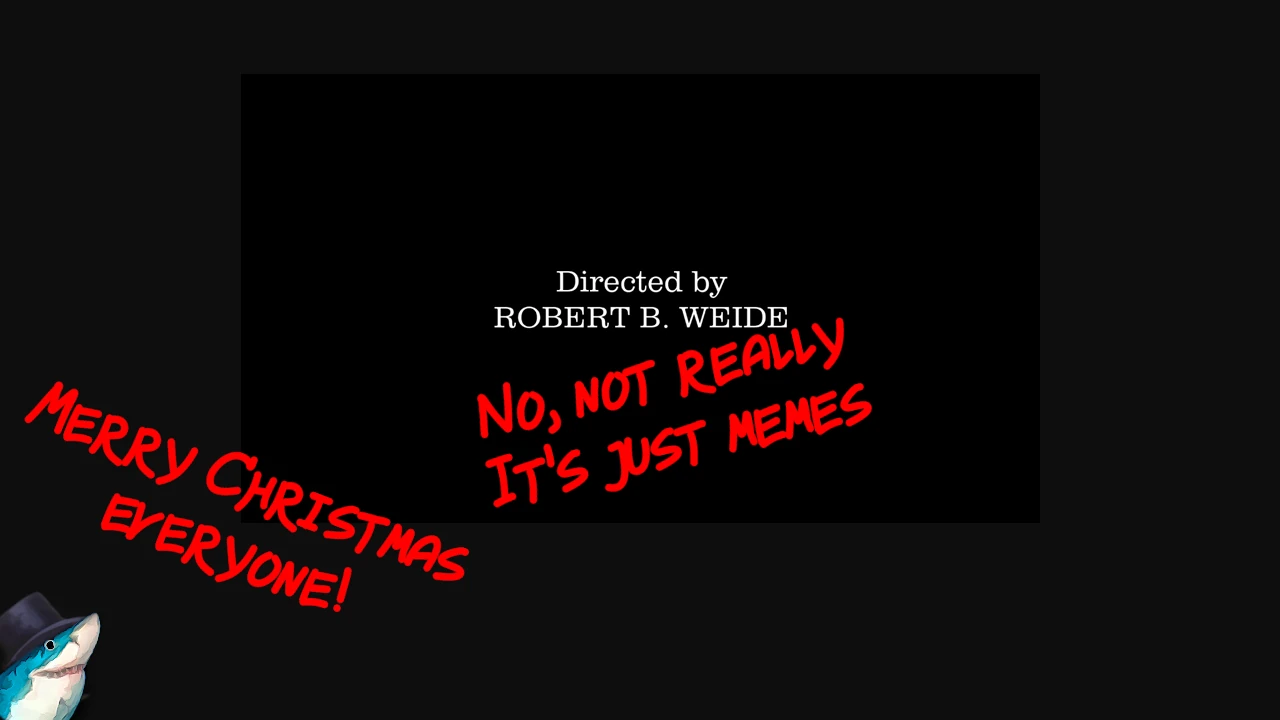 Directed by
ROBERT B. WEIDE
No, not really
It's just memes
Merry Christmas
everyone!